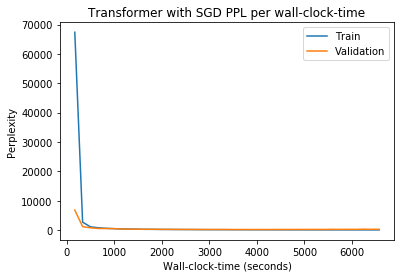 Transformer with SGD PPL per wall-clock-time
Train
Validation
70000
60000
50000
40000
30000
20000
10000
0
Perplexity
0 1000 2000 3000 4000 5000 6000
Wall-clock-time (seconds)